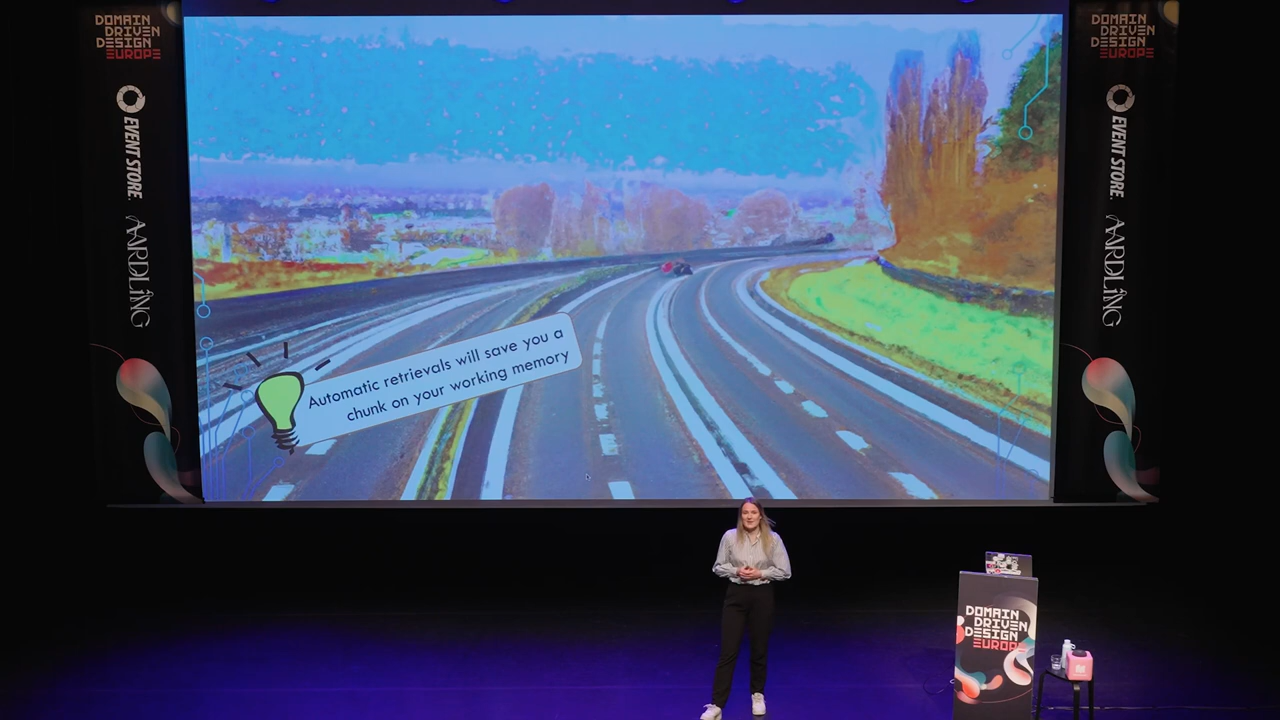 DOMAIN
DRIVEN
DESIGN
EUROPE
EVENT STORE.
AARDLING
Automatic retrievals will save you a
chunk on your working memory
DOMAIN
DRIVEN
DESIGN
EUROPE
EVENT STORE.
AARDLING
DOMAIN
DRIVEN
DESIGN
EUROPE